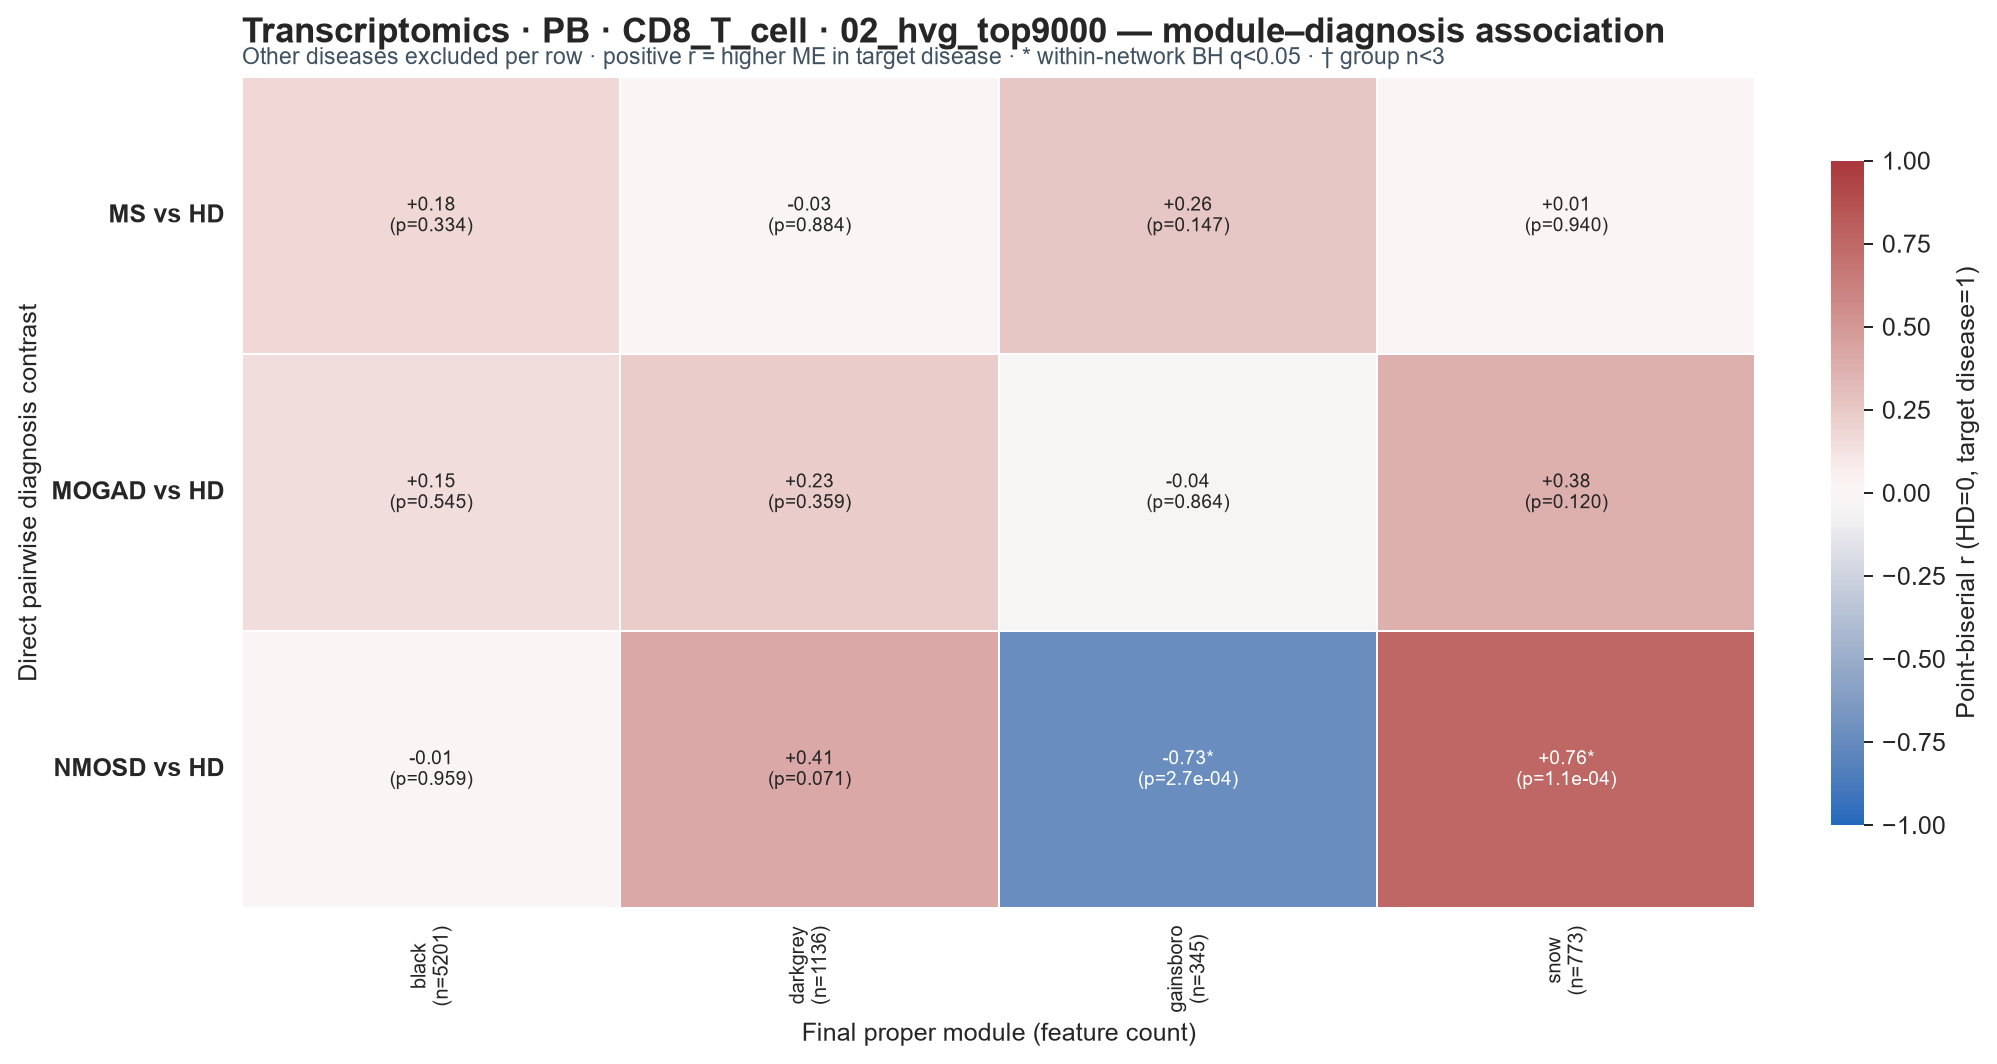 Transcriptomics · PB · CD8_T_cell · 02_hvg_top9000 — module–diagnosis association
Other diseases excluded per row · positive r = higher ME in target disease · * within-network BH q<0.05 · † group n<3
Direct pairwise diagnosis contrast
MS vs HD
+0.18
(p=0.334)
-0.03
(p=0.884)
+0.26
(p=0.147)
+0.01
(p=0.940)
MOGAD vs HD
+0.15
(p=0.545)
+0.23
(p=0.359)
-0.04
(p=0.864)
+0.38
(p=0.120)
NMOSD vs HD
-0.01
(p=0.959)
+0.41
(p=0.071)
-0.73*
(p=2.7e-04)
+0.76*
(p=1.1e-04)
black
(n=5201)
darkgrey
(n=1136)
gainsboro
(n=345)
snow
(n=773)
Final proper module (feature count)
1.00
0.75
0.50
0.25
0.00
−0.25
−0.50
−0.75
−1.00
Point-biserial r (HD=0, target disease=1)